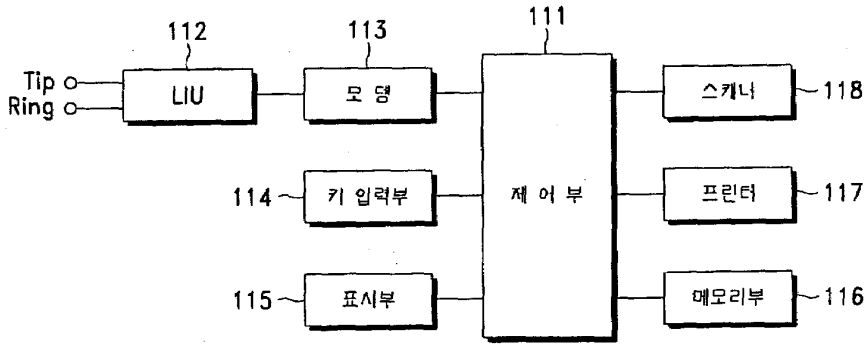 112
113
111
Tip
Ring
LIU
모 뎀
스캐너
118
114
키 입력부
제 어 부
프린터
117
115
표시부
메모리부
116